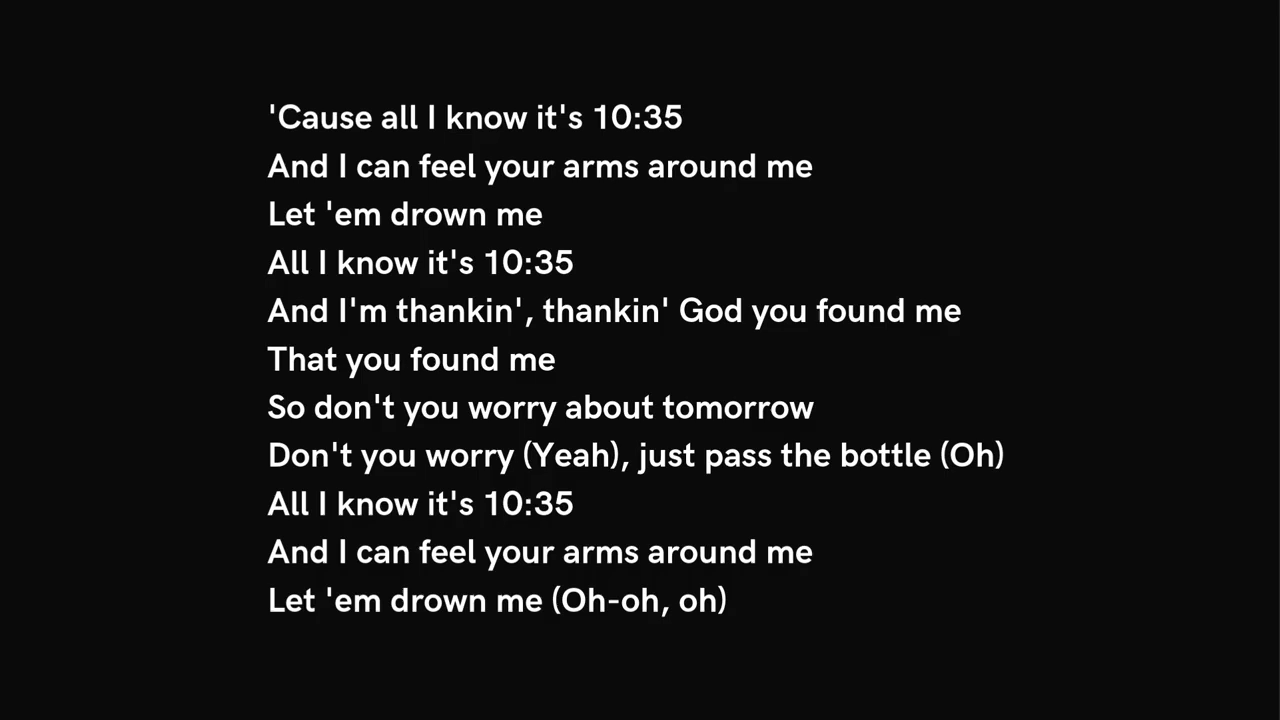 'Cause all I know it's 10:35
And I can feel your arms around me
Let 'em drown me
All I know it's 10:35
And I'm thankin', thankin' God you found me
That you found me
So don't you worry about tomorrow
Don't you worry (Yeah), just pass the bottle (Oh)
All I know it's 10:35
And I can feel your arms around me
Let 'em drown me (Oh-oh, oh)